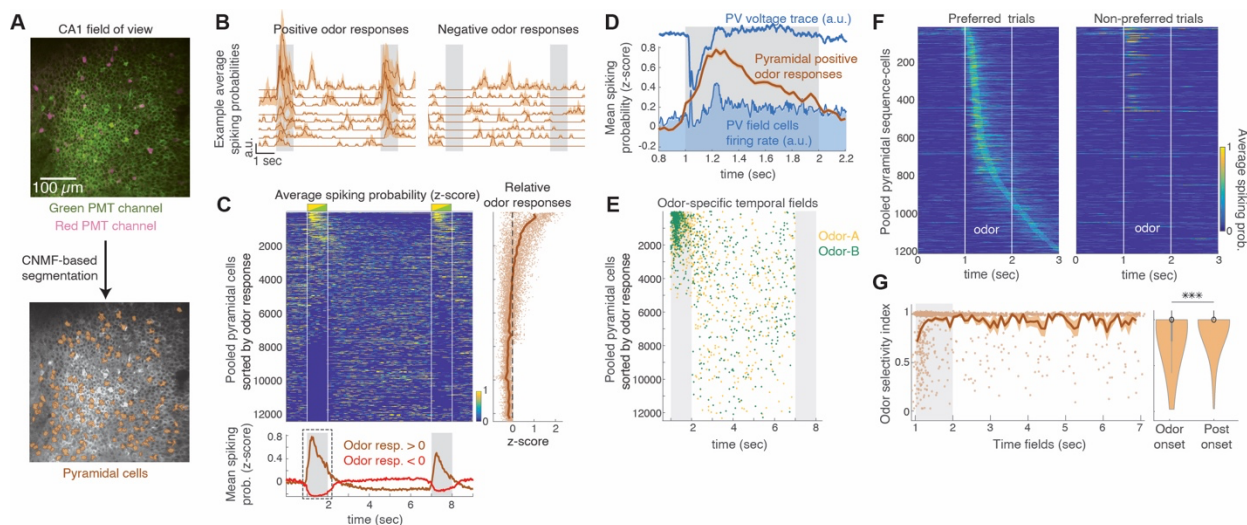 A
CA1 field of view
100 µm
Green PMT channel
Red PMT channel
CNMF-based
segmentation
Pyramidal cells
B
Positive odor responses
Negative odor responses
Example average
spiking probabilities
a.u.
1 sec
C
Average spiking probability (z-score)
Relative
odor responses
Pooled pyramidal cells
sorted by odor response
2000
4000
6000
8000
10000
12000
1
0
0 1 2
z-score
Mean spiking
prob. (z-score)
0.8
0.4
0
Odor resp. > 0
Odor resp. < 0
2 4 6 8
time (sec)
D
PV voltage trace (a.u.)
Pyramidal positive
odor responses
PV field cells
firing rate (a.u.)
Mean spiking
probability (z-score)
0.8
0.6
0.4
0.2
0
0.8 1.0 1.2 1.4 1.6 1.8 2.0 2.2
time (sec)
E
Odor-specific temporal fields
Odor-A
Odor-B
Pooled pyramidal cells
sorted by odor response
2000
4000
6000
8000
10000
12000
0 2 4 6 8
time (sec)
F
Preferred trials
Non-preferred trials
Pooled pyramidal sequence-cells
200
400
600
800
1000
1200
odor
odor
0 1 2 3
0 1 2 3
time (sec)
time (sec)
1
0
Average spiking prob.
G
Odor selectivity index
1
0.5
0
1 2 3 4 5 6 7
Time fields (sec)
***
Odor
onset
Post
onset